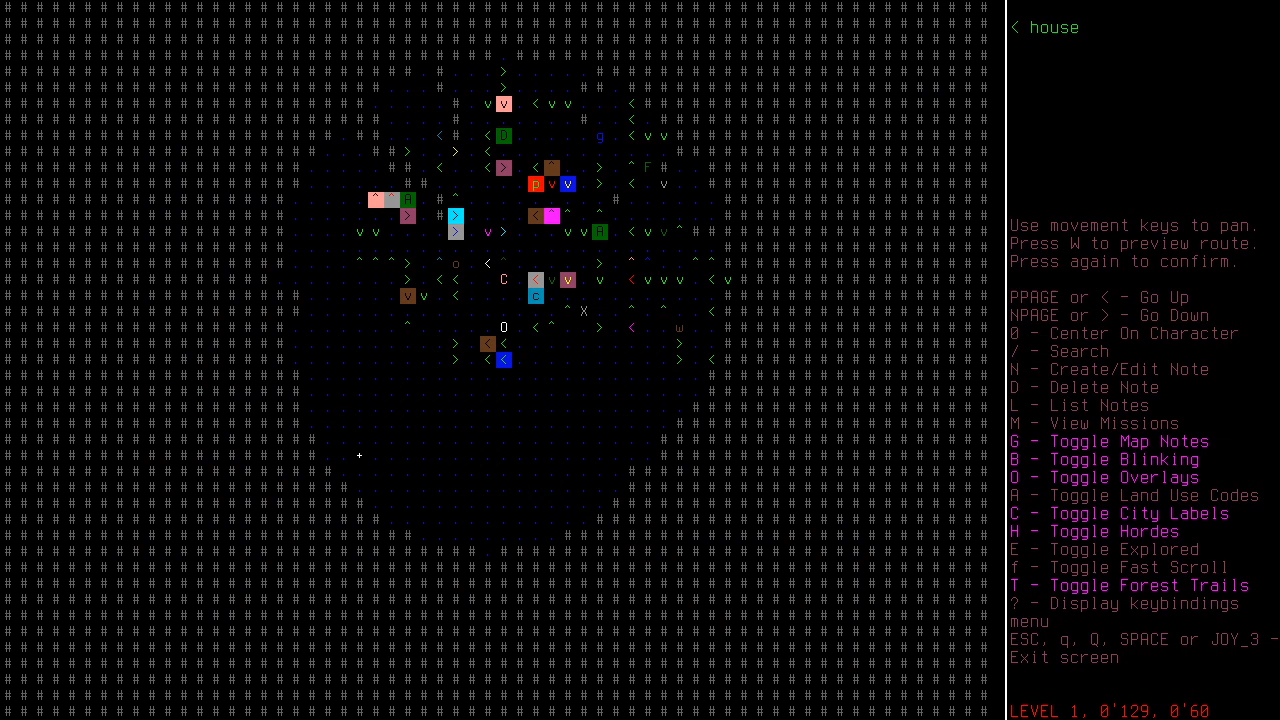 < house
Use movement keys to pan.
Press W to preview route.
Press again to confirm.
PPAGE or < - Go Up
NPAGE or > - Go Down
0 - Center On Character
/ - Search
N - Create/Edit Note
D - Delete Note
L - List Notes
M - View Missions
G - Toggle Map Notes
B - Toggle Blinking
O - Toggle Overlays
A - Toggle Land Use Codes
C - Toggle City Labels
H - Toggle Hordes
E - Toggle Explored
f - Toggle Fast Scroll
T - Toggle Forest Trails
? - Display keybindings
menu
ESC, q, Q, SPACE or JOY_3 -
Exit screen
LEVEL 1, 0'129, 0'60